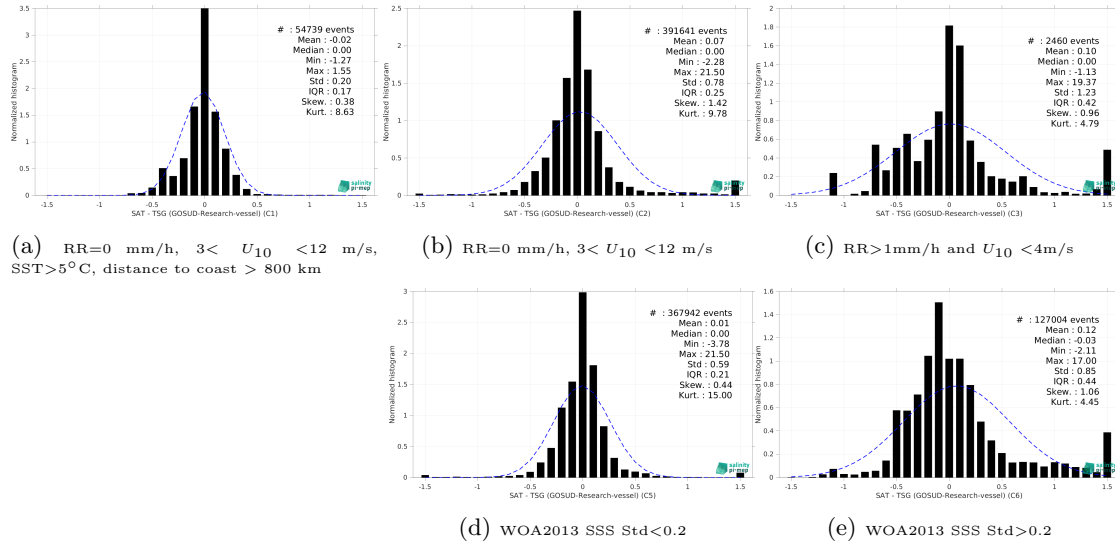 3.5
3
2.5
2
1.5
1
0.5
0
Normalized histogram
# : 54739 events
Mean : -0.02
Median : 0.00
Min : -1.27
Max : 1.55
Std : 0.20
IQR : 0.17
Skew. : 0.38
Kurt. : 8.63
salinity
pi-mep
-1.5 -1 -0.5 0 0.5 1 1.5
SAT - TSG (GOSUD-Research-vessel) (C1)
(a) RR=0 mm/h, 3< U10 <12 m/s,
SST>5°C, distance to coast > 800 km
2.5
2
1.5
1
0.5
0
Normalized histogram
# : 391641 events
Mean : 0.07
Median : 0.00
Min : -2.28
Max : 21.50
Std : 0.78
IQR : 0.25
Skew. : 1.42
Kurt. : 9.78
salinity
pi-mep
-1.5 -1 -0.5 0 0.5 1 1.5
SAT - TSG (GOSUD-Research-vessel) (C2)
(b) RR=0 mm/h, 3< U10 <12 m/s
2
1.8
1.6
1.4
1.2
1
0.8
0.6
0.4
0.2
0
Normalized histogram
# : 2460 events
Mean : 0.10
Median : 0.00
Min : -1.13
Max : 19.37
Std : 1.23
IQR : 0.42
Skew. : 0.96
Kurt. : 4.79
salinity
pi-mep
-1.5 -1 -0.5 0 0.5 1 1.5
SAT - TSG (GOSUD-Research-vessel) (C3)
(c) RR>1mm/h and U10 <4m/s
3
2.5
2
1.5
1
0.5
0
Normalized histogram
# : 367942 events
Mean : 0.01
Median : 0.00
Min : -3.78
Max : 21.50
Std : 0.59
IQR : 0.21
Skew. : 0.44
Kurt. : 15.00
salinity
pi-mep
-1.5 -1 -0.5 0 0.5 1 1.5
SAT - TSG (GOSUD-Research-vessel) (C5)
(d) WOA2013 SSS Std<0.2
1.6
1.4
1.2
1
0.8
0.6
0.4
0.2
0
Normalized histogram
# : 127004 events
Mean : 0.12
Median : -0.03
Min : -2.11
Max : 17.00
Std : 0.85
IQR : 0.44
Skew. : 1.06
Kurt. : 4.45
salinity
pi-mep
-1.5 -1 -0.5 0 0.5 1 1.5
SAT - TSG (GOSUD-Research-vessel) (C6)
(e) WOA2013 SSS Std>0.2